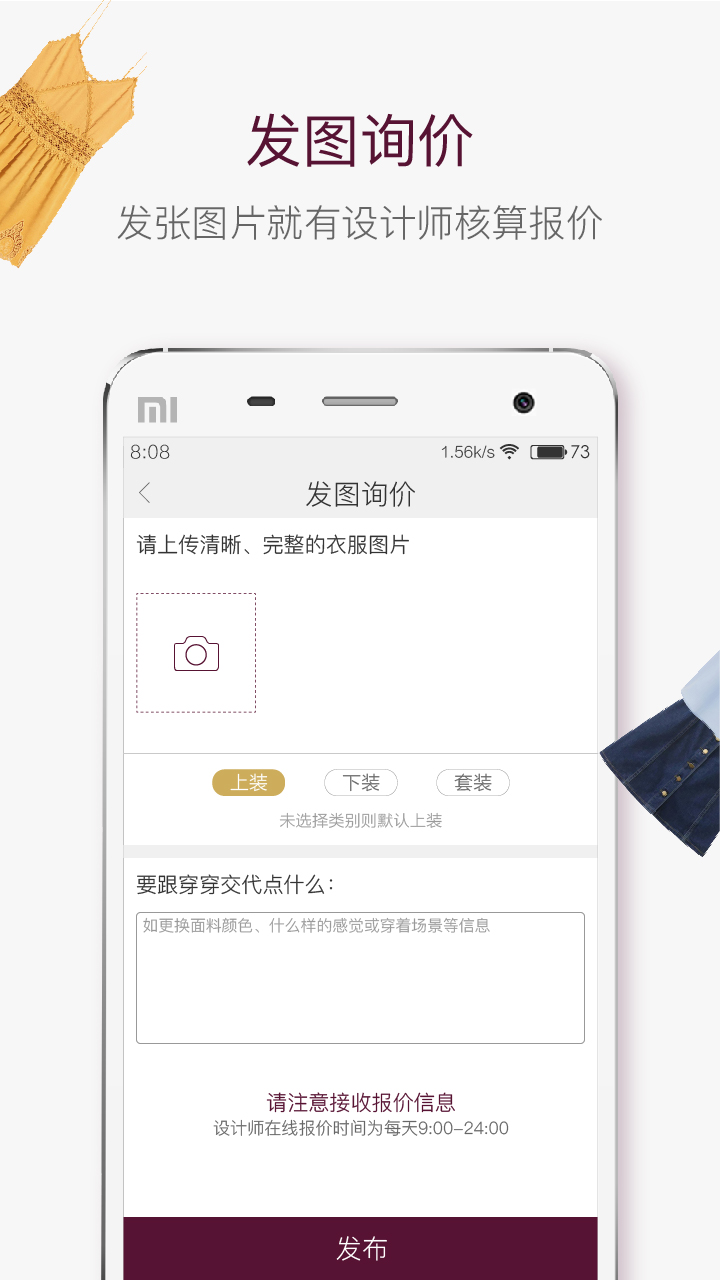 发图询价
发张图片就有设计师核算报价
8:08 1.56k/s 73
发图询价
请上传清晰、完整的衣服图片
上装 下装 套装
未选择类别则默认上装
要跟穿穿交代点什么：
如更换面料颜色、什么样的感觉或穿着场景等信息
请注意接收报价信息
设计师在线报价时间为每天9:00-24:00
发布